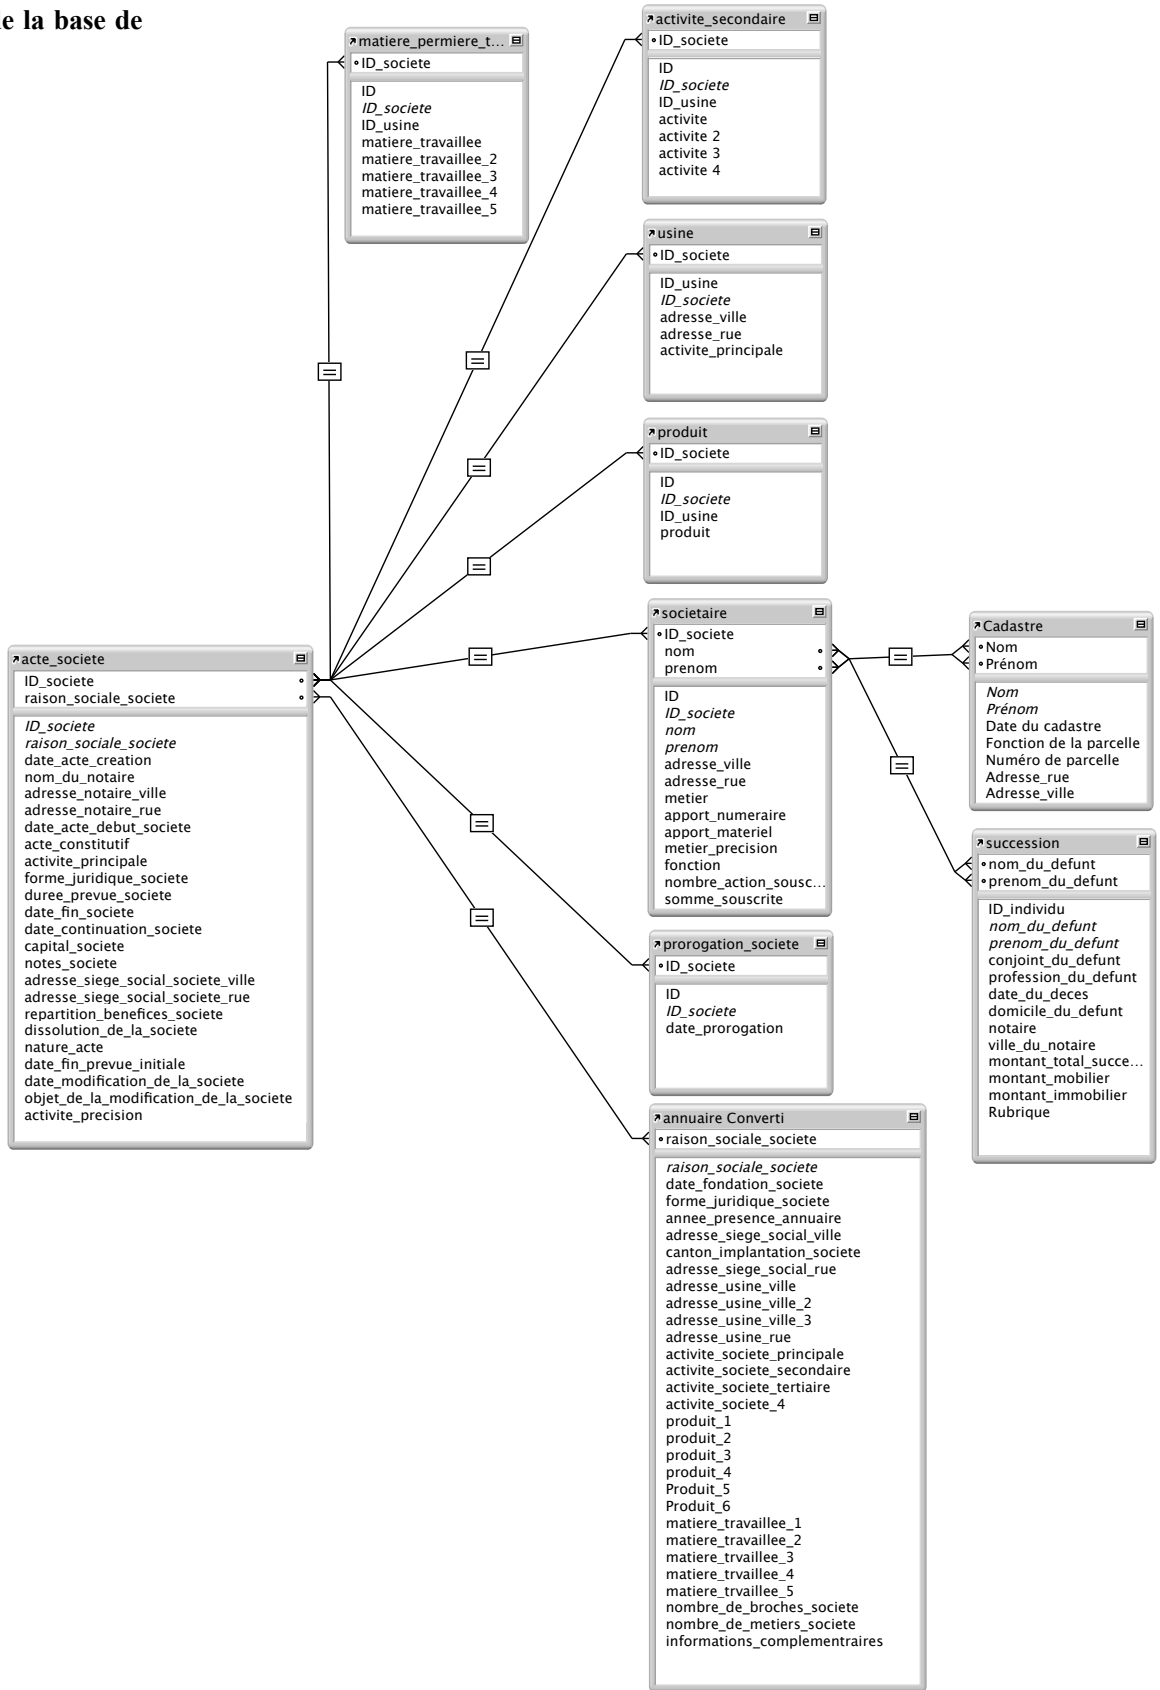 le la base de
matiere_permiere_t...
ID_societe
ID
ID_societe
ID_usine
matiere_travaillee
matiere_travaillee_2
matiere_travaillee_3
matiere_travaillee_4
matiere_travaillee_5
activite_secondaire
ID_societe
ID
ID_societe
ID_usine
activite
activite 2
activite 3
activite 4
usine
ID_societe
ID_usine
ID_societe
adresse_ville
adresse_rue
activite_principale
produit
ID_societe
ID
ID_societe
ID_usine
produit
acte_societe
ID_societe
raison_sociale_societe
ID_societe
raison_sociale_societe
date_acte_creation
nom_du_notaire
adresse_notaire_ville
adresse_notaire_rue
date_acte_debut_societe
acte_constitutif
activite_principale
forme_juridique_societe
duree_prevue_societe
date_fin_societe
date_continuation_societe
capital_societe
notes_societe
adresse_siege_social_societe_ville
adresse_siege_social_societe_rue
repartition_benefices_societe
dissolution_de_la_societe
nature_acte
date_fin_prevue_initiale
date_modification_de_la_societe
objet_de_la_modification_de_la_societe
activite_precision
societaire
ID_societe
nom
prenom
ID
ID_societe
nom
prenom
adresse_ville
adresse_rue
metier
apport_numeraire
apport_materiel
metier_precision
fonction
nombre_action_sousc...
somme_souscrite
Cadastre
Nom
Prénom
Nom
Prénom
Date du cadastre
Fonction de la parcelle
Numéro de parcelle
Adresse_rue
Adresse_ville
succession
nom_du_defunt
prenom_du_defunt
ID_individu
nom_du_defunt
prenom_du_defunt
conjoint_du_defunt
profession_du_defunt
date_du_deces
domicile_du_defunt
notaire
ville_du_notaire
montant_total_succe...
montant_mobilier
montant_immobilier
Rubrique
prorogation_societe
ID_societe
ID
ID_societe
date_prorogation
annuaire Converti
raison_sociale_societe
raison_sociale_societe
date_fondation_societe
forme_juridique_societe
annee_presence_annuaire
adresse_siege_social_ville
canton_implantation_societe
adresse_siege_social_rue
adresse_usine_ville
adresse_usine_ville_2
adresse_usine_ville_3
adresse_usine_rue
activite_societe_principale
activite_societe_secondaire
activite_societe_tertiaire
activite_societe_4
produit_1
produit_2
produit_3
produit_4
Produit_5
Produit_6
matiere_travaillee_1
matiere_travaillee_2
matiere_trvaillee_3
matiere_trvaillee_4
matiere_trvaillee_5
nombre_de_broches_societe
nombre_de_metiers_societe
informations_complementraires